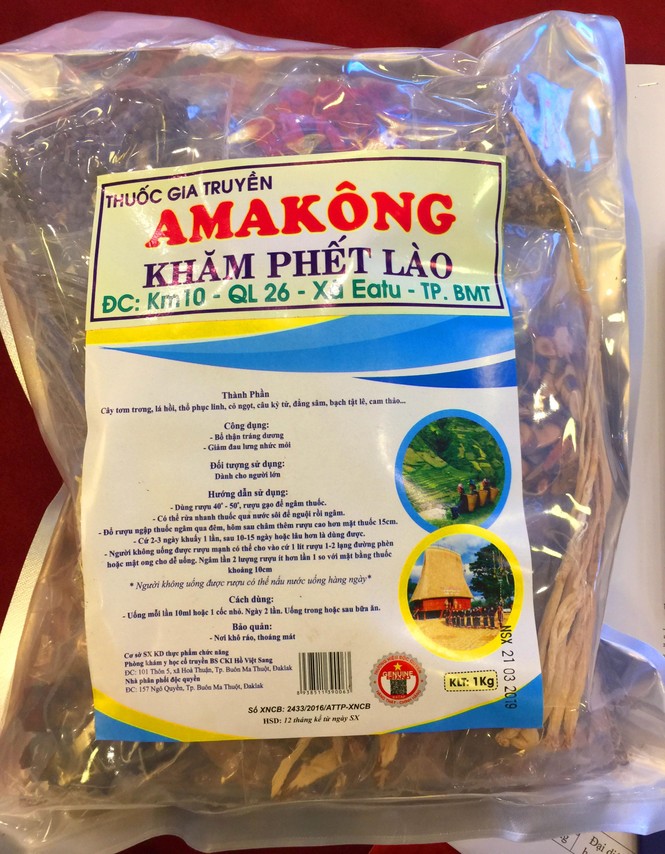 THUỐC GIA TRUYỀN
AMAKÔNG
KHĂM PHẾT LÀO
ĐC: Km10 - QL 26 - Xã Eatu - TP. BMT
Thành Phần
Cây tơm trơng, lá hồi, thổ phục linh, cỏ ngọt, câu kỷ tử, đẳng sâm, bạch tật lê, cam thảo...
Công dụng:
- Bổ thận tráng dương
- Giảm đau lưng nhức mỏi
Đối tượng sử dụng:
Dành cho người lớn
Hướng dẫn sử dụng:
- Dùng rượu 40º - 50º, rượu gạo để ngâm thuốc.
- Có thể rửa nhanh thuốc quá nước sôi để nguội rồi ngâm.
- Đổ rượu ngập thuốc ngâm qua đêm, hôm sau châm thêm rượu cao hơn mặt thuốc 15cm.
- Cứ 2-3 ngày khuấy 1 lần, sau 10-15 ngày hoặc lâu hơn là dùng được.
- Người không uống được rượu mạnh có thể cho vào cứ 1 lít rượu 1-2 lạng đường phèn
hoặc mật ong cho dễ uống. Ngâm lần 2 lượng rượu ít hơn lần 1 so với mặt bằng thuốc
khoảng 10cm
* Người không uống được rượu có thể nấu nước uống hàng ngày*
Cách dùng:
- Uống mỗi lần 10ml hoặc 1 cốc nhỏ. Ngày 2 lần. Uống trong hoặc sau bữa ăn.
Bảo quản:
- Nơi khô ráo, thoáng mát
Cơ sở SX KD thực phẩm chức năng
Phòng khám y học cổ truyền BS CKI Hồ Việt Sang
ĐC: 101 Thôn 5, xã Hoà Thuận, Tp. Buôn Ma Thuột, Đaklak
Nhà phân phối độc quyền
ĐC: 157 Ngô Quyền, Tp. Buôn Ma Thuột, Đaklak
GENUINE
KLT: 1Kg
NSX 21 03 2019
Số XNCB: 2433/2016/ATTP-XNCB
HSD: 12 tháng kể từ ngày SX
Đại di